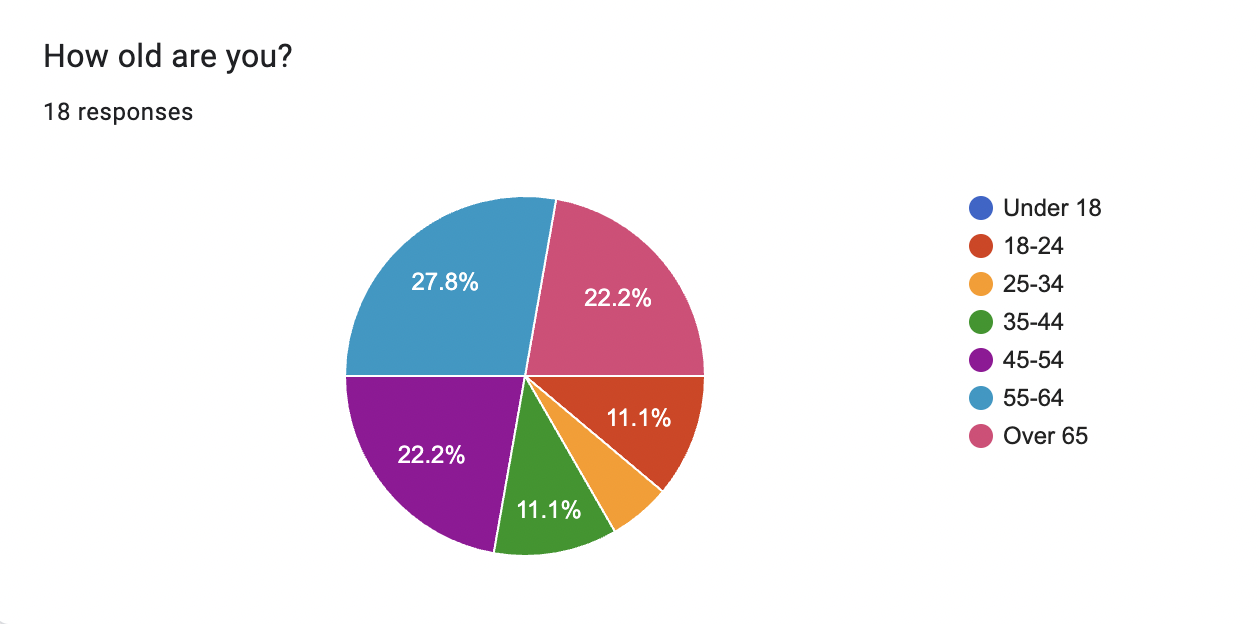 How old are you?
18 responses
27.8%
22.2%
11.1%
22.2%
11.1%
Under 18
18-24
25-34
35-44
45-54
55-64
Over 65